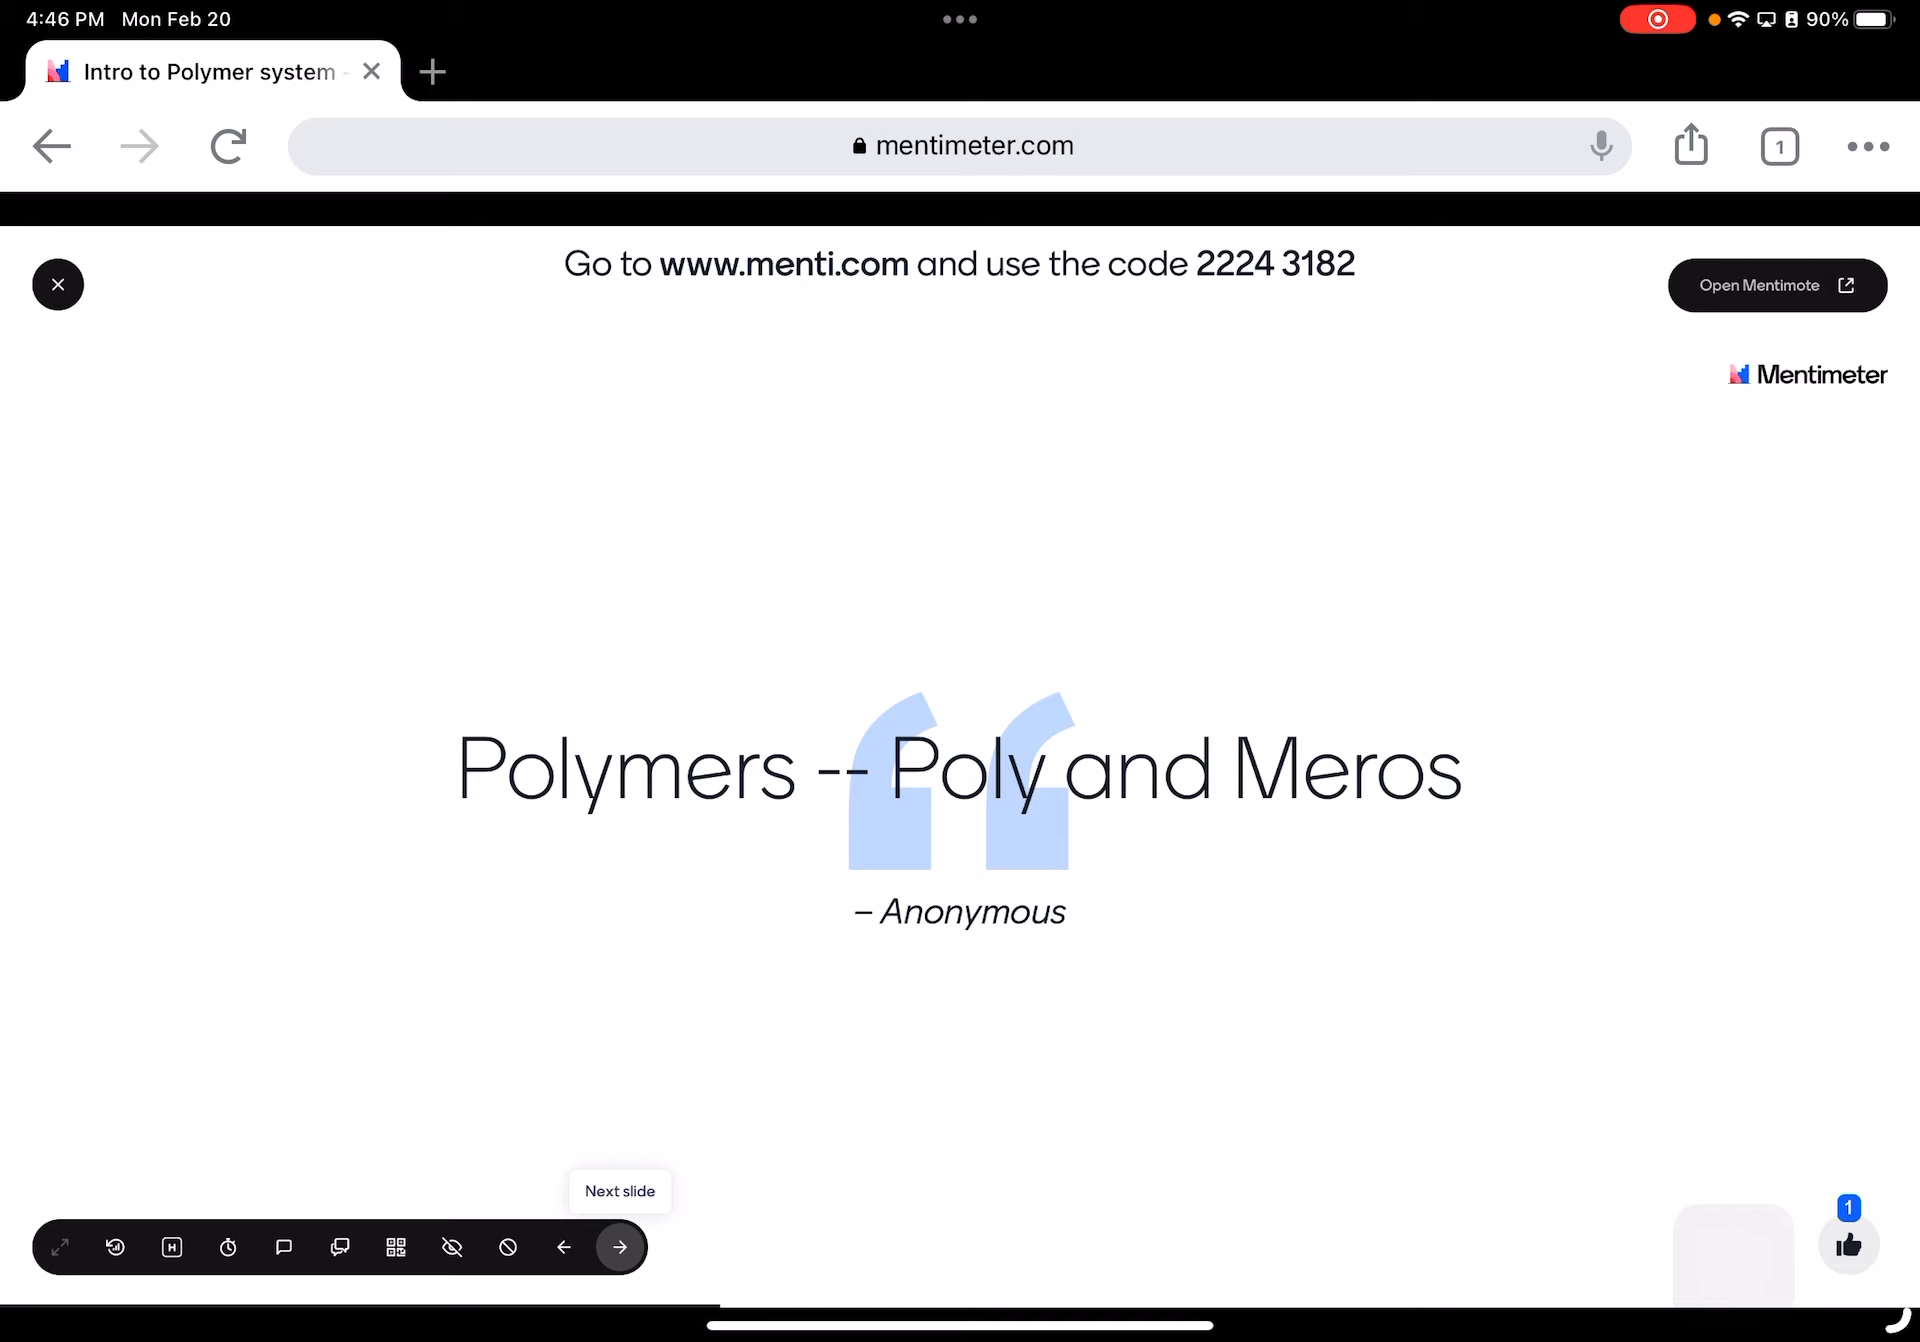 4:46 PM Mon Feb 20
90%
Intro to Polymer system -
mentimeter.com
1
Go to www.menti.com and use the code 2224 3182
Open Mentimote
Mentimeter
Polymers -- Poly and Meros
– Anonymous
Next slide
H
1